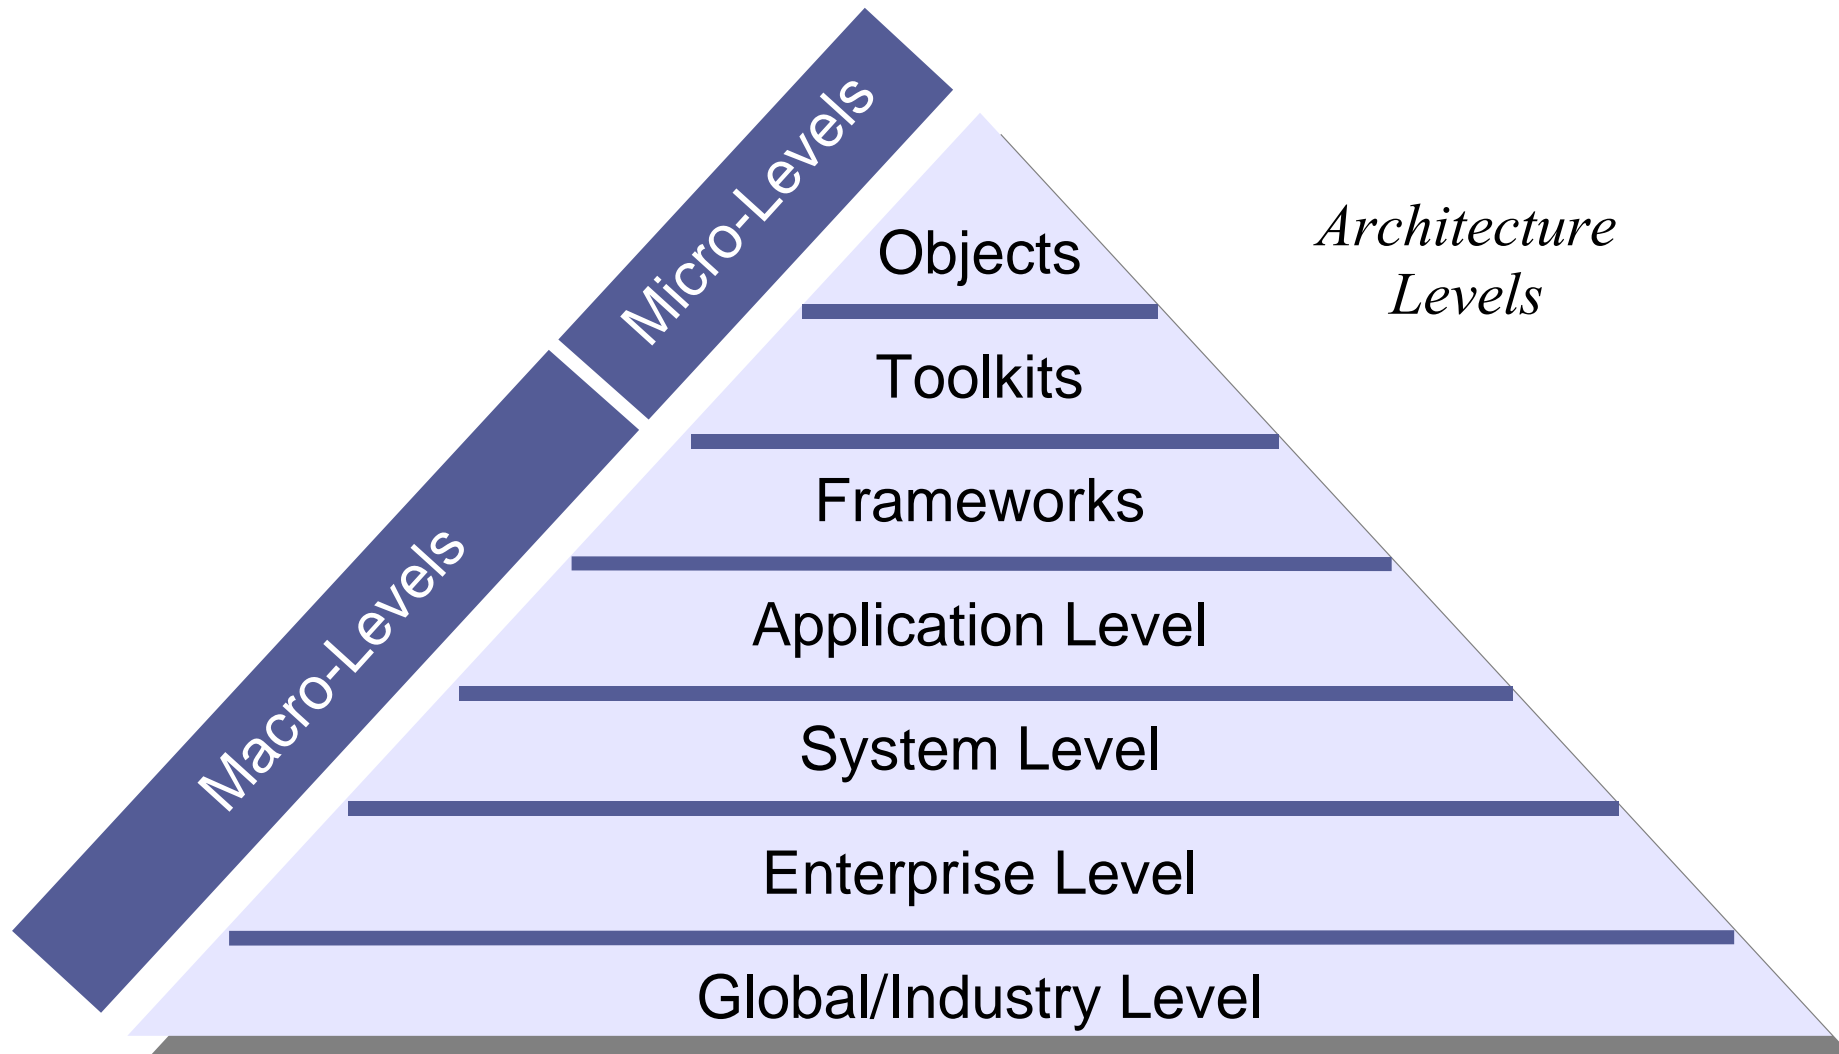 Micro-Levels
Macro-Levels
Architecture
Levels
Objects
Toolkits
Frameworks
Application Level
System Level
Enterprise Level
Global/Industry Level